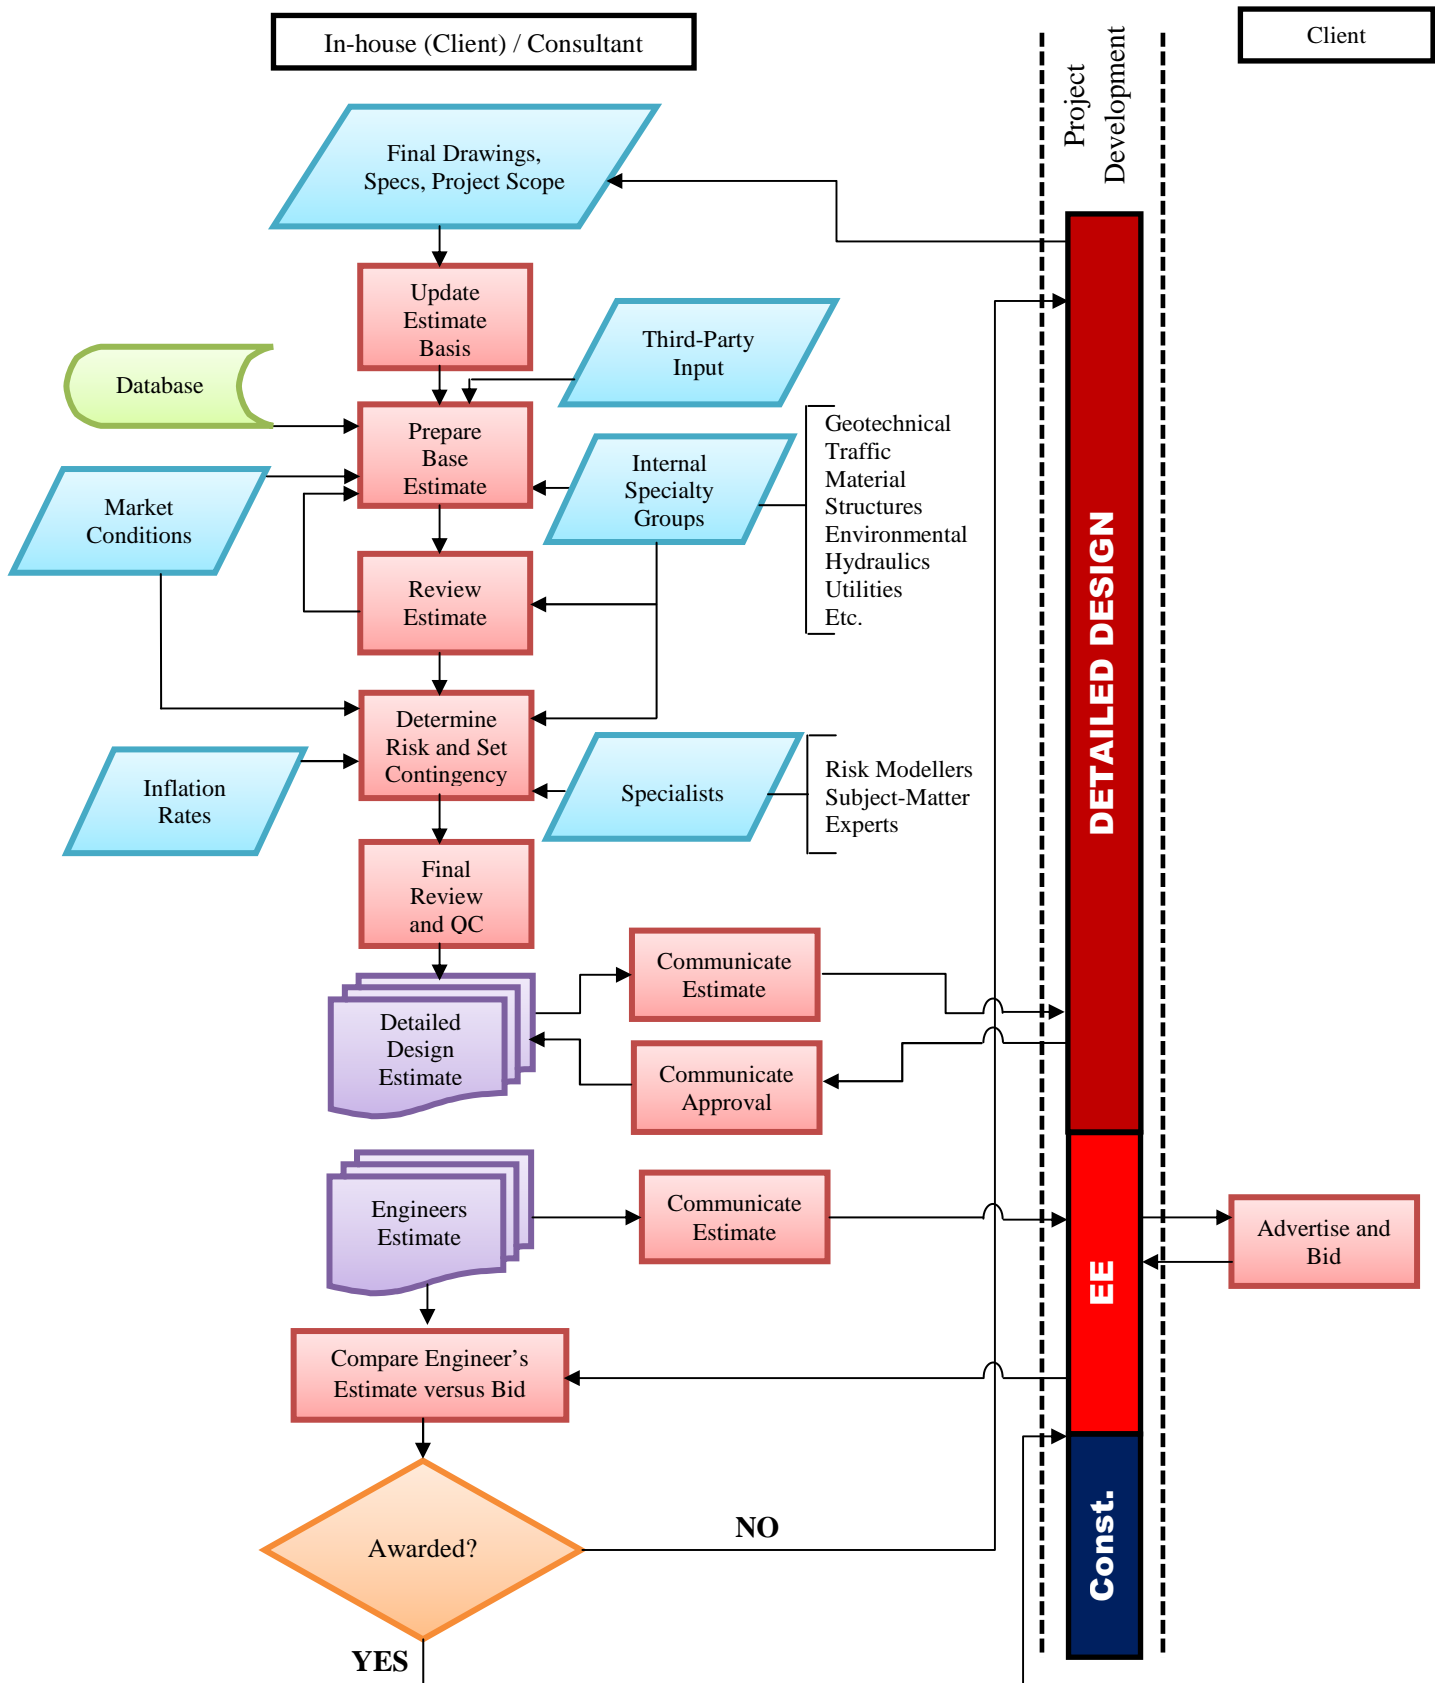 In-house (Client) / Consultant
Project
Development
Client
Final Drawings,
Specs, Project Scope
Update
Estimate
Basis
Third-Party
Input
Database
Prepare
Base
Estimate
Internal
Specialty
Groups
Geotechnical
Traffic
Material
Structures
Environmental
Hydraulics
Utilities
Etc.
Market
Conditions
Review
Estimate
DETAILED DESIGN
Determine
Risk and Set
Contingency
Inflation
Rates
Specialists
Risk Modellers
Subject-Matter
Experts
Final
Review
and QC
Communicate
Estimate
Detailed
Design
Estimate
Communicate
Approval
Engineers
Estimate
Communicate
Estimate
EE
Advertise and
Bid
Compare Engineer’s
Estimate versus Bid
Awarded?
NO
Const.
YES